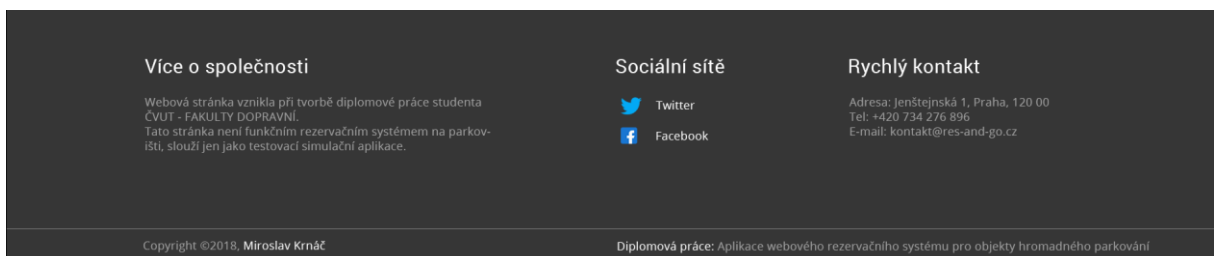 Více o společnosti
Webová stránka vznikla při tvorbě diplomové práce studenta
ČVUT - FAKULTY DOPRAVNÍ.
Tato stránka není funkčním rezervačním systémem na parkov-
išti, slouží jen jako testovací simulační aplikace.
Sociální sítě
Twitter
Facebook
Rychlý kontakt
Adresa: Jenštejnská 1, Praha, 120 00
Tel: +420 734 276 896
E-mail: kontakt@res-and-go.cz
Copyright ©2018, Miroslav Krnáč
Diplomová práce: Aplikace webového rezervačního systému pro objekty hromadného parkování